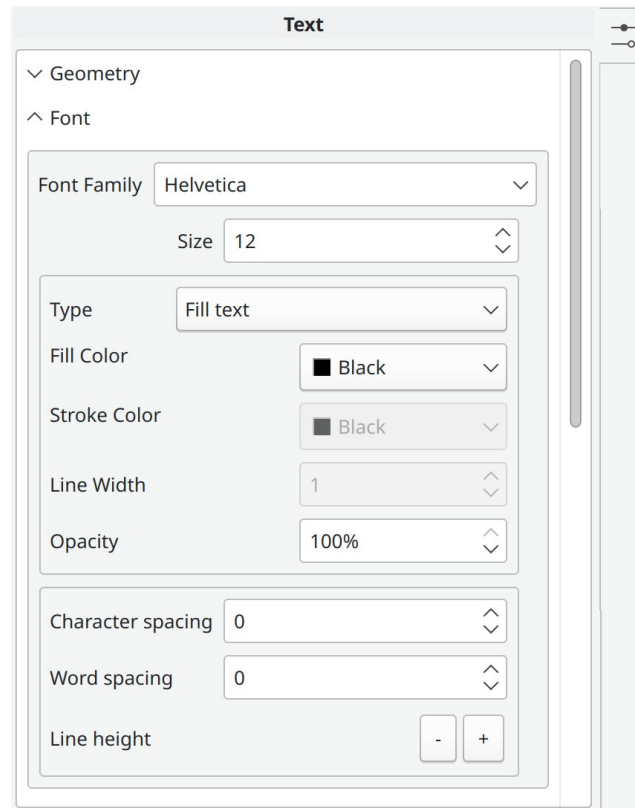 Text
Geometry
Font
Font Family Helvetica
Size 12
Type Fill text
Fill Color Black
Stroke Color Black
Line Width 1
Opacity 100%
Character spacing 0
Word spacing 0
Line height - +